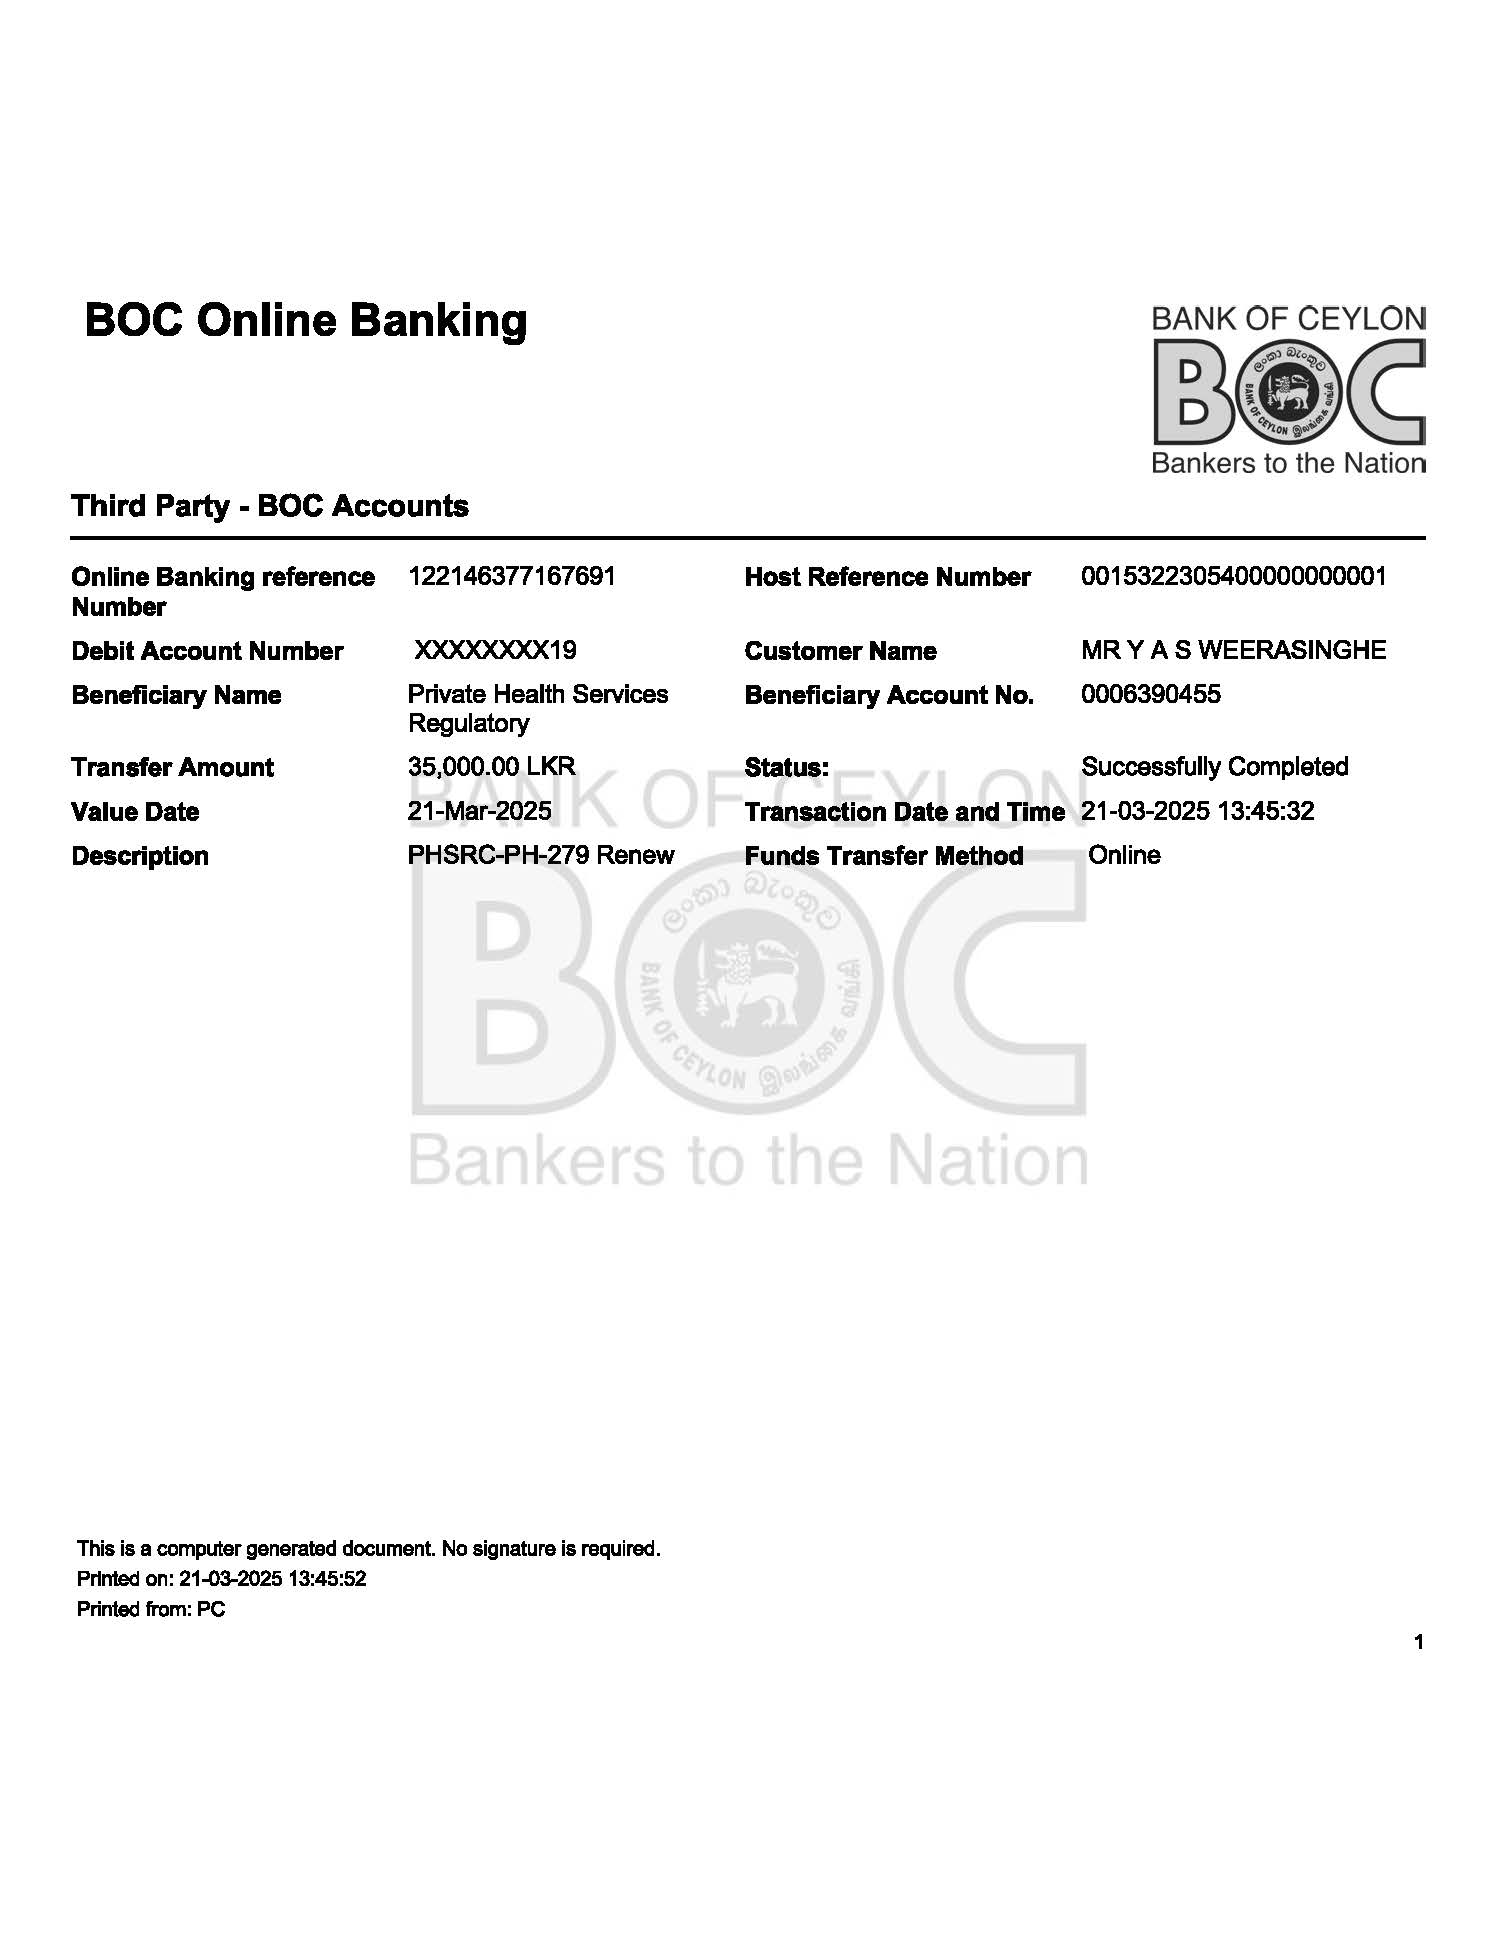 BOC Online Banking
BANK OF CEYLON
BOC
ලංකා බැංකුව
BANK OF CEYLON
இலங்கை வங்கி
Bankers to the Nation
Third Party - BOC Accounts
Online Banking reference Number 122146377167691 Host Reference Number 0015322305400000000001
Debit Account Number XXXXXXXX19 Customer Name MR Y A S WEERASINGHE
Beneficiary Name Private Health Services Regulatory Beneficiary Account No. 0006390455
Transfer Amount 35,000.00 LKR Status: Successfully Completed
Value Date 21-Mar-2025 Transaction Date and Time 21-03-2025 13:45:32
Description PHSRC-PH-279 Renew Funds Transfer Method Online
BANK OF CEYLON
BOC
ලංකා බැංකුව
BANK OF CEYLON
இலங்கை வங்கி
Bankers to the Nation
This is a computer generated document. No signature is required.
Printed on: 21-03-2025 13:45:52
Printed from: PC
1